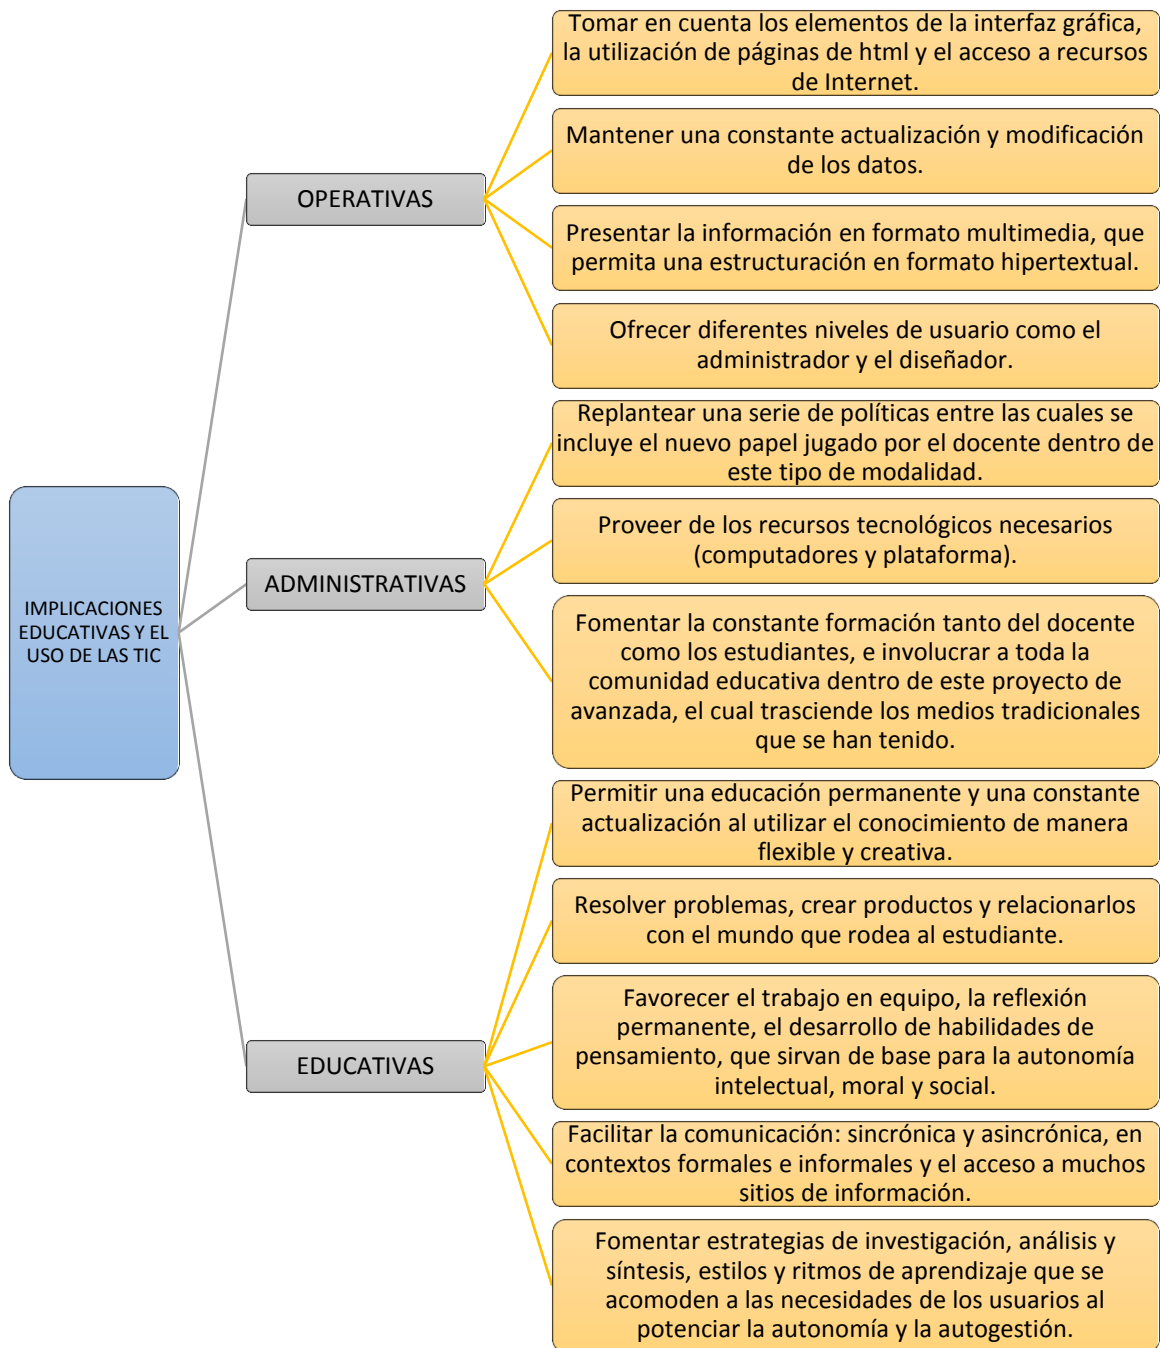 IMPLICACIONES
EDUCATIVAS Y EL
USO DE LAS TIC
OPERATIVAS
Tomar en cuenta los elementos de la interfaz gráfica,
la utilización de páginas de html y el acceso a recursos
de Internet.
Mantener una constante actualización y modificación
de los datos.
Presentar la información en formato multimedia, que
permita una estructuración en formato hipertextual.
Ofrecer diferentes niveles de usuario como el
administrador y el diseñador.
ADMINISTRATIVAS
Replantear una serie de políticas entre las cuales se
incluye el nuevo papel jugado por el docente dentro de
este tipo de modalidad.
Proveer de los recursos tecnológicos necesarios
(computadores y plataforma).
Fomentar la constante formación tanto del docente
como los estudiantes, e involucrar a toda la
comunidad educativa dentro de este proyecto de
avanzada, el cual trasciende los medios tradicionales
que se han tenido.
EDUCATIVAS
Permitir una educación permanente y una constante
actualización al utilizar el conocimiento de manera
flexible y creativa.
Resolver problemas, crear productos y relacionarlos
con el mundo que rodea al estudiante.
Favorecer el trabajo en equipo, la reflexión
permanente, el desarrollo de habilidades de
pensamiento, que sirvan de base para la autonomía
intelectual, moral y social.
Facilitar la comunicación: sincrónica y asincrónica, en
contextos formales e informales y el acceso a muchos
sitios de información.
Fomentar estrategias de investigación, análisis y
síntesis, estilos y ritmos de aprendizaje que se
acomoden a las necesidades de los usuarios al
potenciar la autonomía y la autogestión.